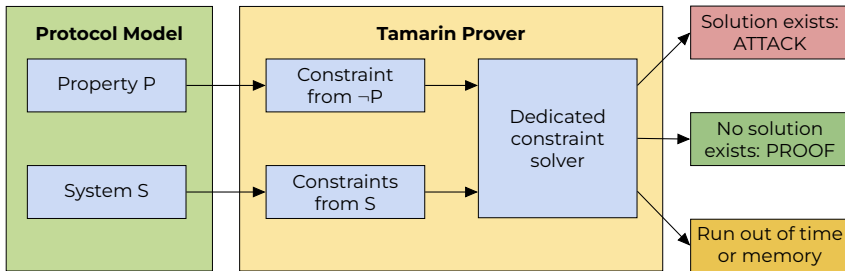 Protocol Model
Property P
System S
Tamarin Prover
Constraint
from ¬P
Constraints
from S
Dedicated
constraint
solver
Solution exists:
ATTACK
No solution
exists: PROOF
Run out of time
or memory